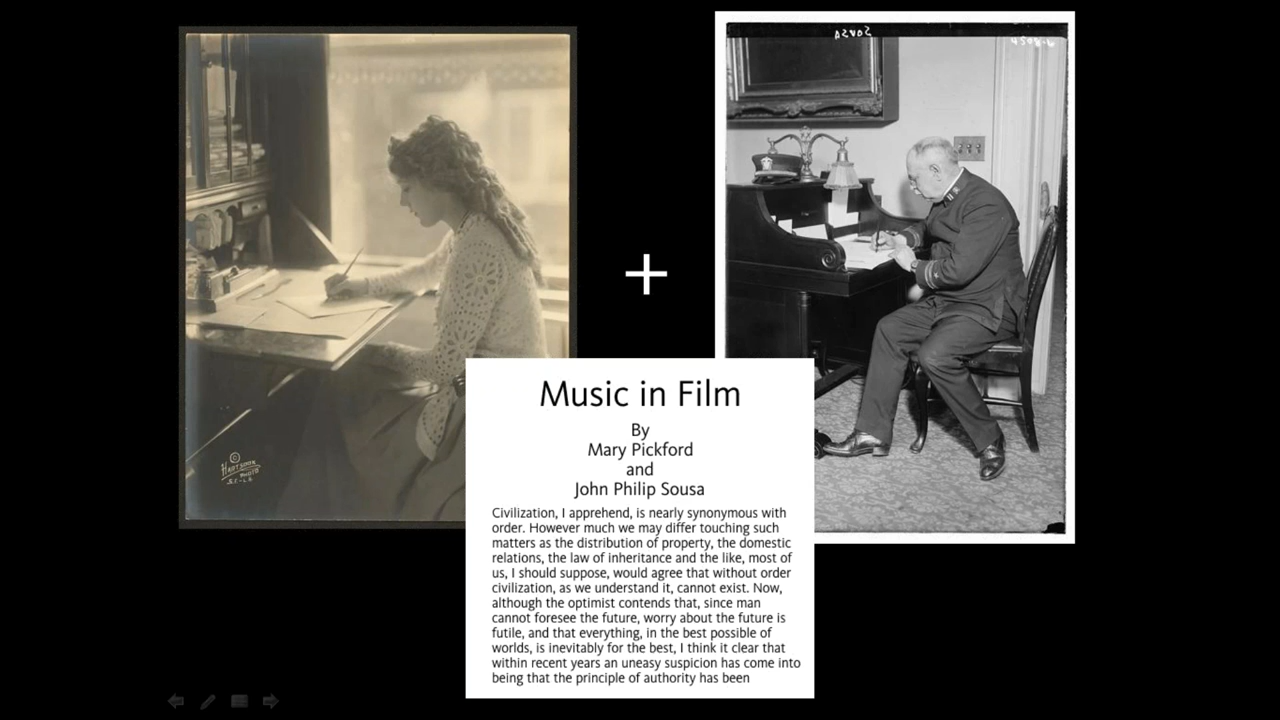 SOUSA
4508-4
© HARTSOOK
PHOTO
S.F.-L.A.
+
Music in Film
By
Mary Pickford
and
John Philip Sousa
Civilization, I apprehend, is nearly synonymous with
order. However much we may differ touching such
matters as the distribution of property, the domestic
relations, the law of inheritance and the like, most of
us, I should suppose, would agree that without order
civilization, as we understand it, cannot exist. Now,
although the optimist contends that, since man
cannot foresee the future, worry about the future is
futile, and that everything, in the best possible of
worlds, is inevitably for the best, I think it clear that
within recent years an uneasy suspicion has come into
being that the principle of authority has been